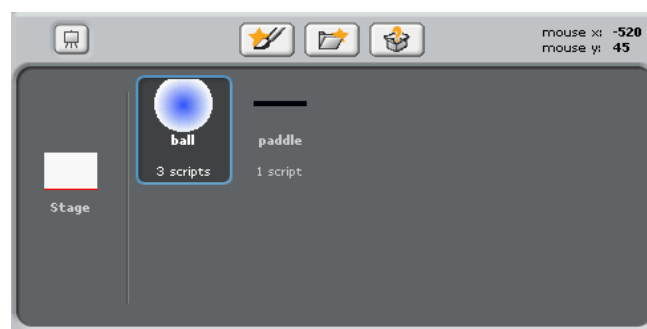 mouse x: -520
mouse y: 45
ball
paddle
3 scripts
1 script
Stage